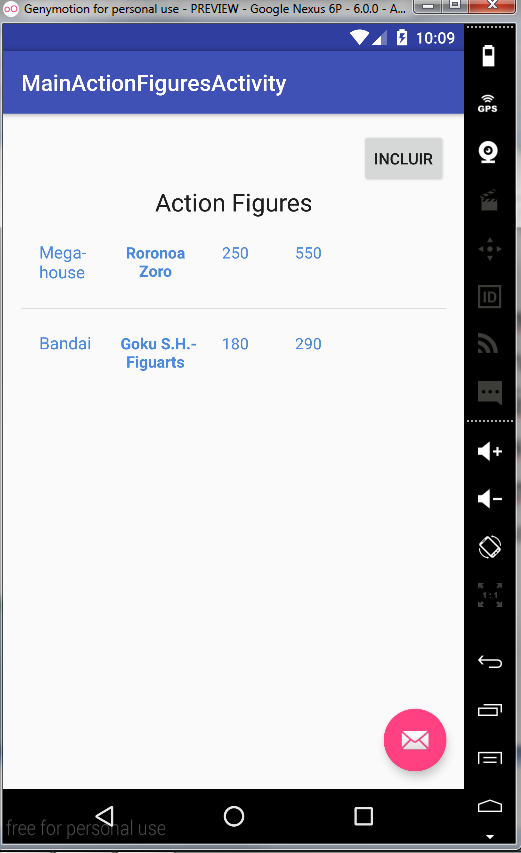 Genymotion for personal use - PREVIEW - Google Nexus 6P - 6.0.0 - A...
10:09
GPS
MainActionFiguresActivity
INCLUIR
Action Figures
Mega-
house
Roronoa
Zoro
250
550
ID
Bandai
Goku S.H.-
Figuarts
180
290
1:1
free for personal use